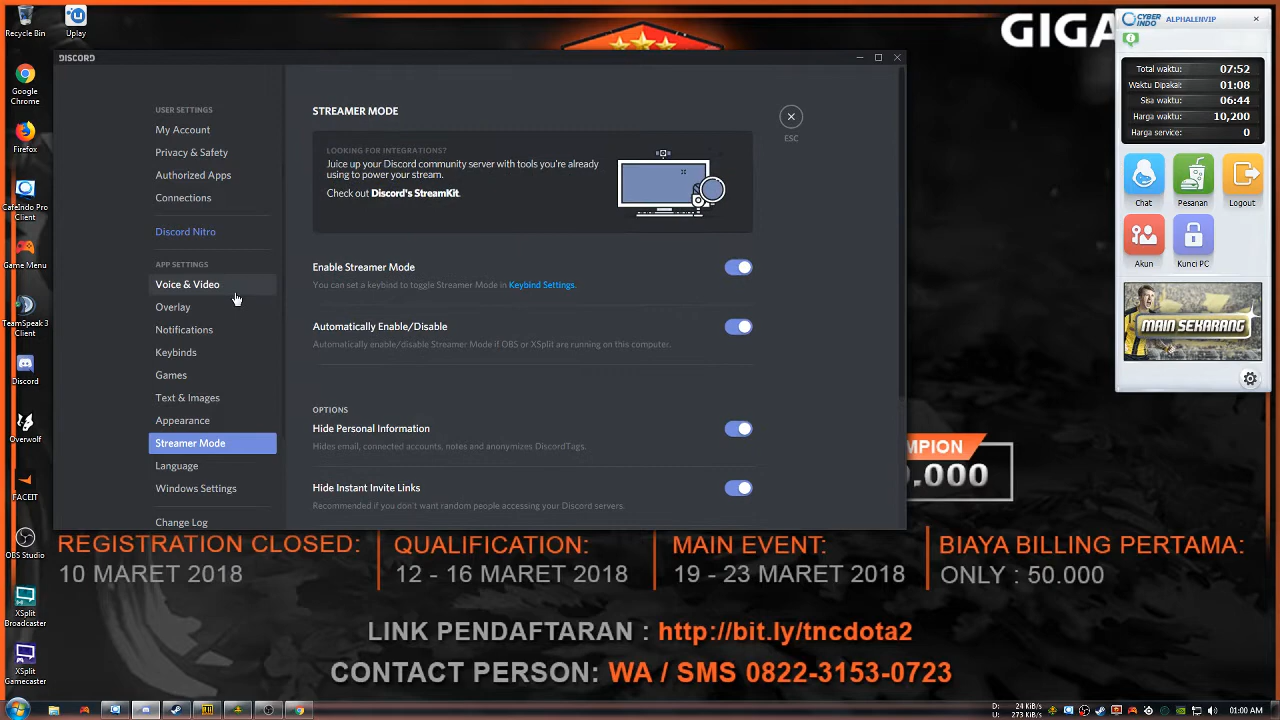 Recycle Bin
Uplay
Google Chrome
Firefox
CafeIndo Pro Client
Game Menu
TeamSpeak 3 Client
Discord
Overwolf
FACEIT
OBS Studio
XSplit Broadcaster
XSplit Gamecaster
DISCORD
USER SETTINGS
My Account
Privacy & Safety
Authorized Apps
Connections
Discord Nitro
APP SETTINGS
Voice & Video
Overlay
Notifications
Keybinds
Games
Text & Images
Appearance
Streamer Mode
Language
Windows Settings
Change Log
STREAMER MODE
LOOKING FOR INTEGRATIONS?
Juice up your Discord community server with tools you're already
using to power your stream.
Check out Discord's StreamKit.
ESC
Enable Streamer Mode
You can set a keybind to toggle Streamer Mode in Keybind Settings.
Automatically Enable/Disable
Automatically enable/disable Streamer Mode if OBS or XSplit are running on this computer.
OPTIONS
Hide Personal Information
Hides email, connected accounts, notes and anonymizes DiscordTags.
Hide Instant Invite Links
Recommended if you don't want random people accessing your Discord servers.
GIGA
CYBER INDO ALPHALENVIP
Total waktu: 07:52
Waktu Dipakai: 01:08
Sisa waktu: 06:44
Harga waktu: 10,200
Harga service: 0
Chat Pesanan Logout
Akun Kunci PC
MAIN SEKARANG
MPION
0.000
REGISTRATION CLOSED: QUALIFICATION: MAIN EVENT: BIAYA BILLING PERTAMA:
10 MARET 2018 12 - 16 MARET 2018 19 - 23 MARET 2018 ONLY : 50.000
LINK PENDAFTARAN : http://bit.ly/tncdota2
CONTACT PERSON: WA / SMS 0822-3153-0723
D: 24 KiB/s
U: 273 KiB/s
01:00 AM